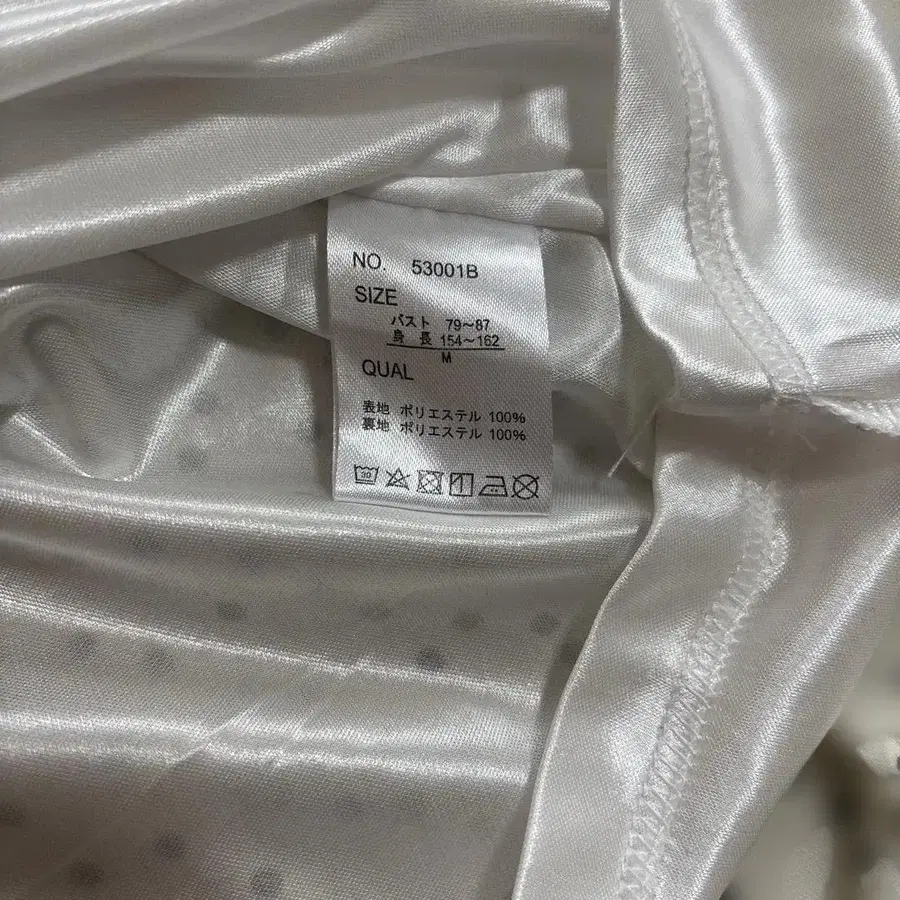 NO. 53001B
SIZE
バスト 79～87
身 長 154～162
M
QUAL
表地 ポリエステル 100%
裏地 ポリエステル 100%
30